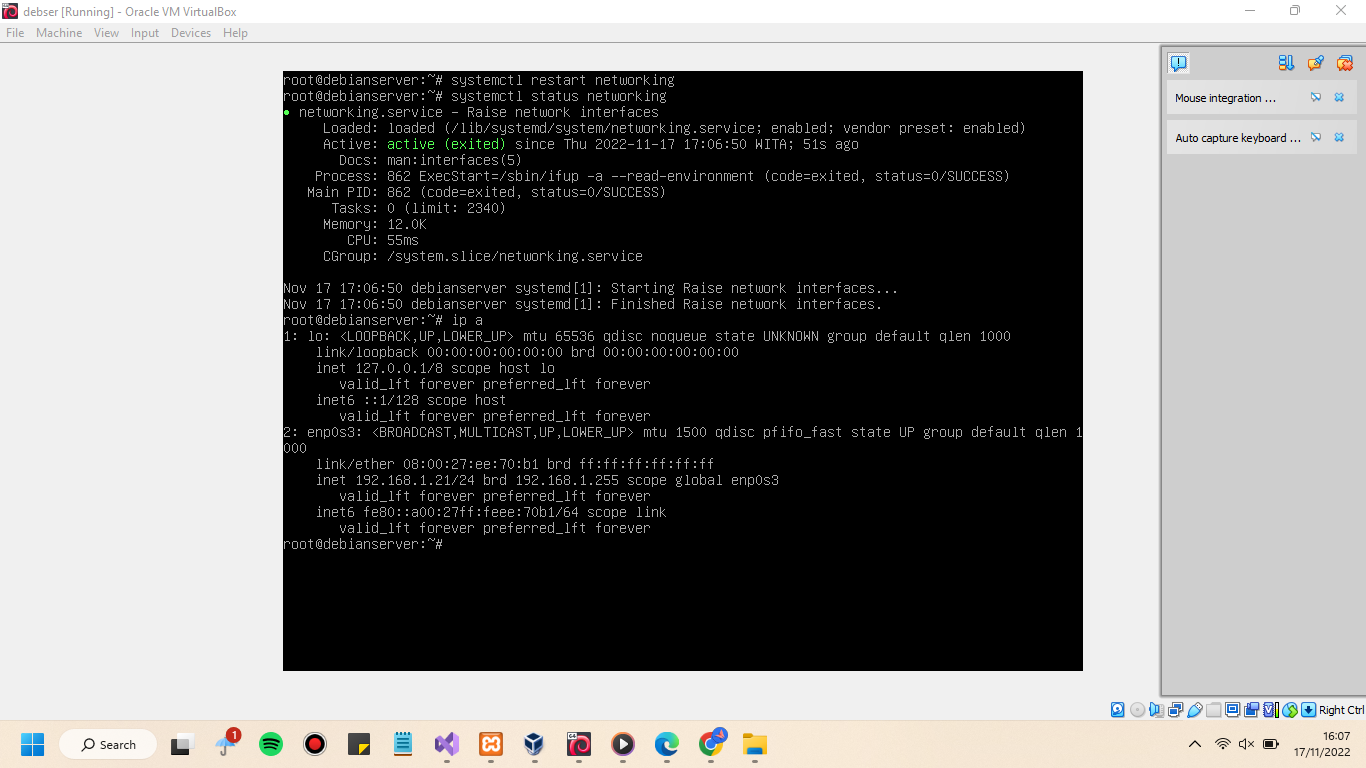 debser [Running] - Oracle VM VirtualBox
File Machine View Input Devices Help
root@debianserver:~# systemctl restart networking
root@debianserver:~# systemctl status networking
● networking.service - Raise network interfaces
     Loaded: loaded (/lib/systemd/system/networking.service; enabled; vendor preset: enabled)
     Active: active (exited) since Thu 2022-11-17 17:06:50 WITA; 51s ago
       Docs: man:interfaces(5)
    Process: 862 ExecStart=/sbin/ifup -a --read-environment (code=exited, status=0/SUCCESS)
   Main PID: 862 (code=exited, status=0/SUCCESS)
      Tasks: 0 (limit: 2340)
     Memory: 12.0K
        CPU: 55ms
     CGroup: /system.slice/networking.service
Nov 17 17:06:50 debianserver systemd[1]: Starting Raise network interfaces...
Nov 17 17:06:50 debianserver systemd[1]: Finished Raise network interfaces.
root@debianserver:~# ip a
1: lo: <LOOPBACK,UP,LOWER_UP> mtu 65536 qdisc noqueue state UNKNOWN group default qlen 1000
    link/loopback 00:00:00:00:00:00 brd 00:00:00:00:00:00
    inet 127.0.0.1/8 scope host lo
       valid_lft forever preferred_lft forever
    inet6 ::1/128 scope host
       valid_lft forever preferred_lft forever
2: enp0s3: <BROADCAST,MULTICAST,UP,LOWER_UP> mtu 1500 qdisc pfifo_fast state UP group default qlen 1
000
    link/ether 08:00:27:ee:70:b1 brd ff:ff:ff:ff:ff:ff
    inet 192.168.1.21/24 brd 192.168.1.255 scope global enp0s3
       valid_lft forever preferred_lft forever
    inet6 fe80::a00:27ff:feee:70b1/64 scope link
       valid_lft forever preferred_lft forever
root@debianserver:~#
Mouse integration ...
Auto capture keyboard ...
Right Ctrl
Search
1
16:07
17/11/2022